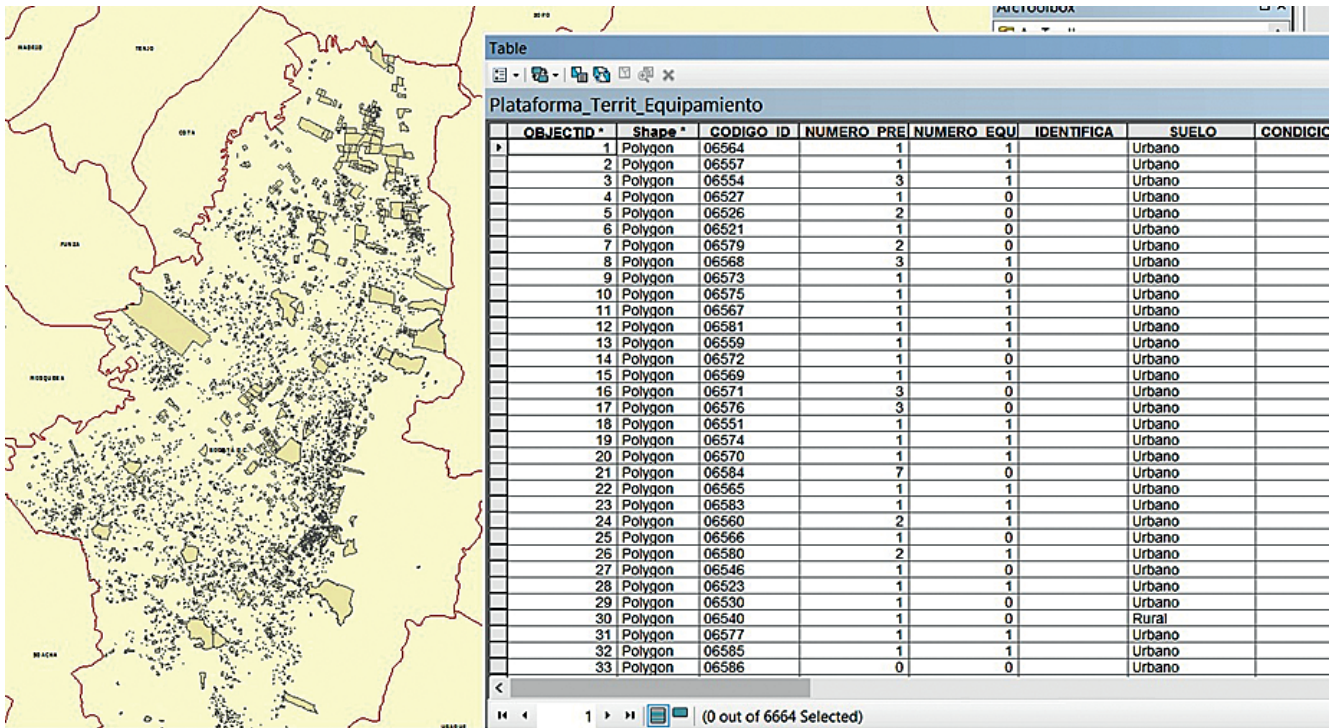 SOPO
ArcToolbox
MADRID
TENJO
COTA
FUNZA
MOSQUERA
BOGOTÁ D.C.
SOACHA
Table
Plataforma_Territ_Equipamiento
OBJECTID * Shape * CODIGO_ID NUMERO_PRE NUMERO_EQU IDENTIFICA SUELO CONDICIO
1 Polygon 06564 1 1 Urbano
2 Polygon 06557 1 1 Urbano
3 Polygon 06554 3 1 Urbano
4 Polygon 06527 1 0 Urbano
5 Polygon 06526 2 0 Urbano
6 Polygon 06521 1 0 Urbano
7 Polygon 06579 2 0 Urbano
8 Polygon 06568 3 1 Urbano
9 Polygon 06573 1 0 Urbano
10 Polygon 06575 1 1 Urbano
11 Polygon 06567 1 1 Urbano
12 Polygon 06581 1 1 Urbano
13 Polygon 06559 1 1 Urbano
14 Polygon 06572 1 0 Urbano
15 Polygon 06569 1 1 Urbano
16 Polygon 06571 3 0 Urbano
17 Polygon 06576 3 0 Urbano
18 Polygon 06551 1 1 Urbano
19 Polygon 06574 1 1 Urbano
20 Polygon 06570 1 1 Urbano
21 Polygon 06584 7 0 Urbano
22 Polygon 06565 1 1 Urbano
23 Polygon 06583 1 1 Urbano
24 Polygon 06560 2 1 Urbano
25 Polygon 06566 1 0 Urbano
26 Polygon 06580 2 1 Urbano
27 Polygon 06546 1 0 Urbano
28 Polygon 06523 1 1 Urbano
29 Polygon 06530 1 0 Urbano
30 Polygon 06540 1 0 Rural
31 Polygon 06577 1 1 Urbano
32 Polygon 06585 1 1 Urbano
33 Polygon 06586 0 0 Urbano
1 (0 out of 6664 Selected)